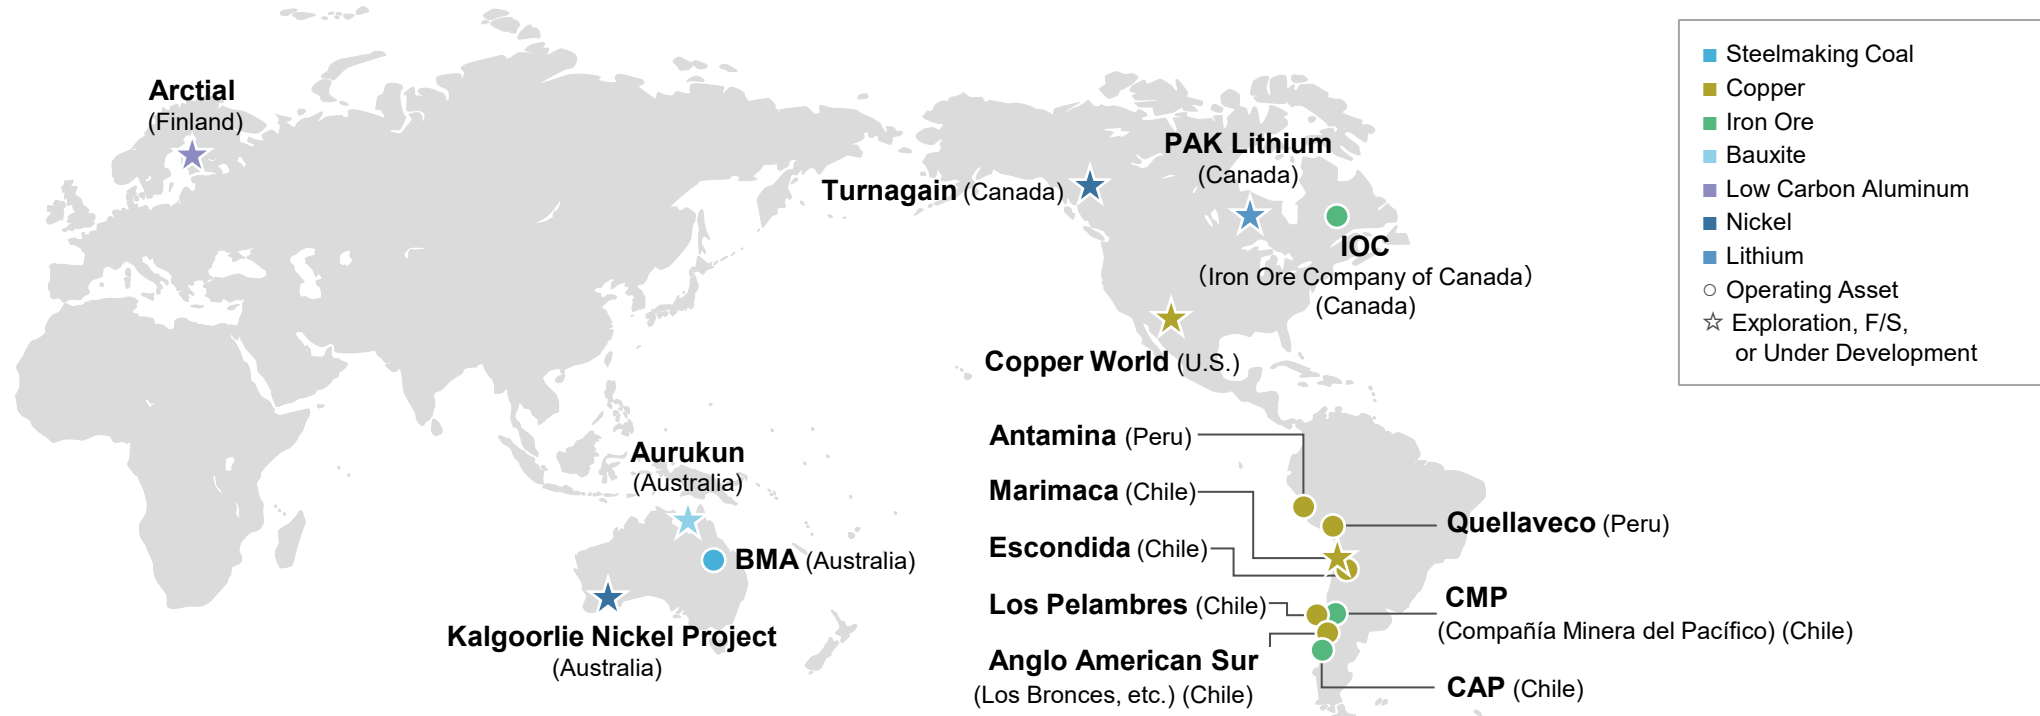 Arctial
(Finland)
Turnagain (Canada)
PAK Lithium
(Canada)
IOC
(Iron Ore Company of Canada)
(Canada)
Copper World (U.S.)
Antamina (Peru)
Marimaca (Chile)
Escondida (Chile)
Los Pelambres (Chile)
Anglo American Sur
(Los Bronces, etc.) (Chile)
Quellaveco (Peru)
CMP
(Compañía Minera del Pacífico) (Chile)
CAP (Chile)
Aurukun
(Australia)
BMA (Australia)
Kalgoorlie Nickel Project
(Australia)
Steelmaking Coal
Copper
Iron Ore
Bauxite
Low Carbon Aluminum
Nickel
Lithium
Operating Asset
Exploration, F/S,
or Under Development